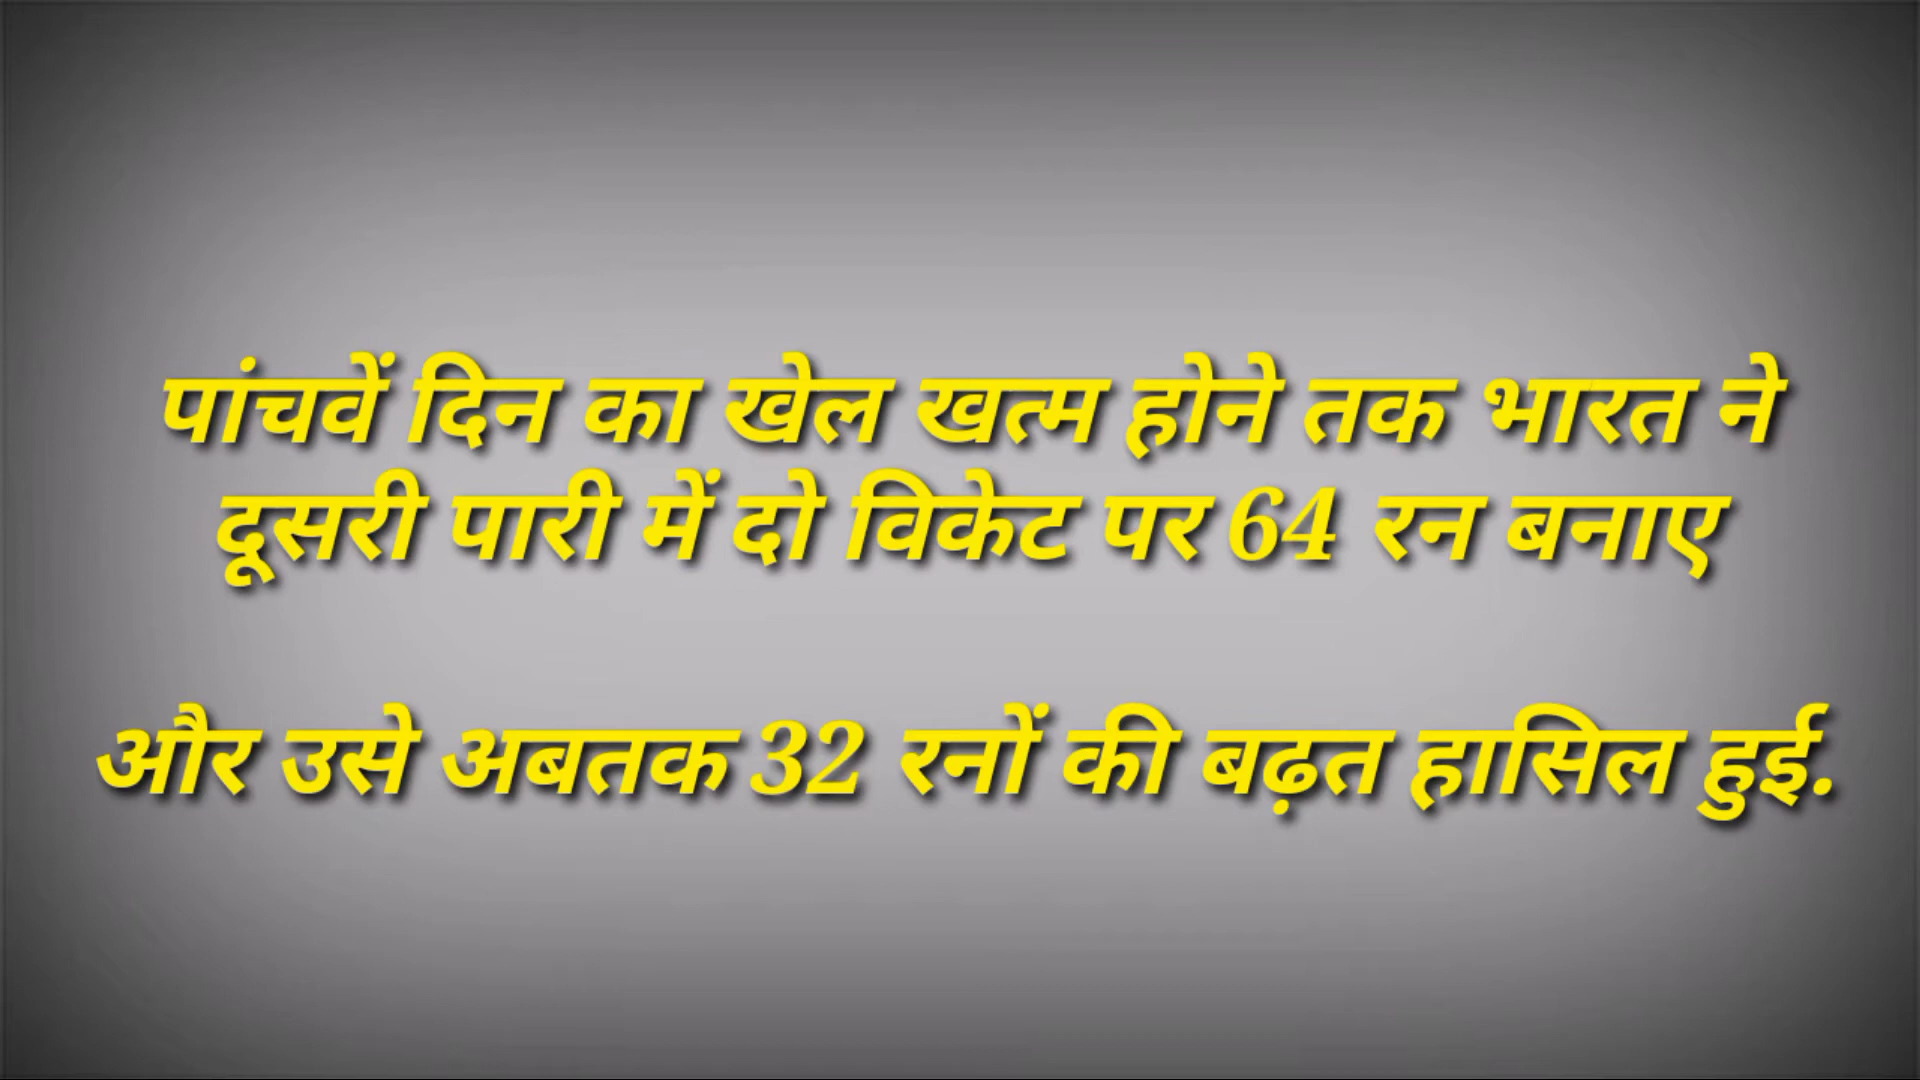 पांचवें दिन का खेल खत्म होने तक भारत ने
दूसरी पारी में दो विकेट पर 64 रन बनाए
और उसे अबतक 32 रनों की बढ़त हासिल हुई.